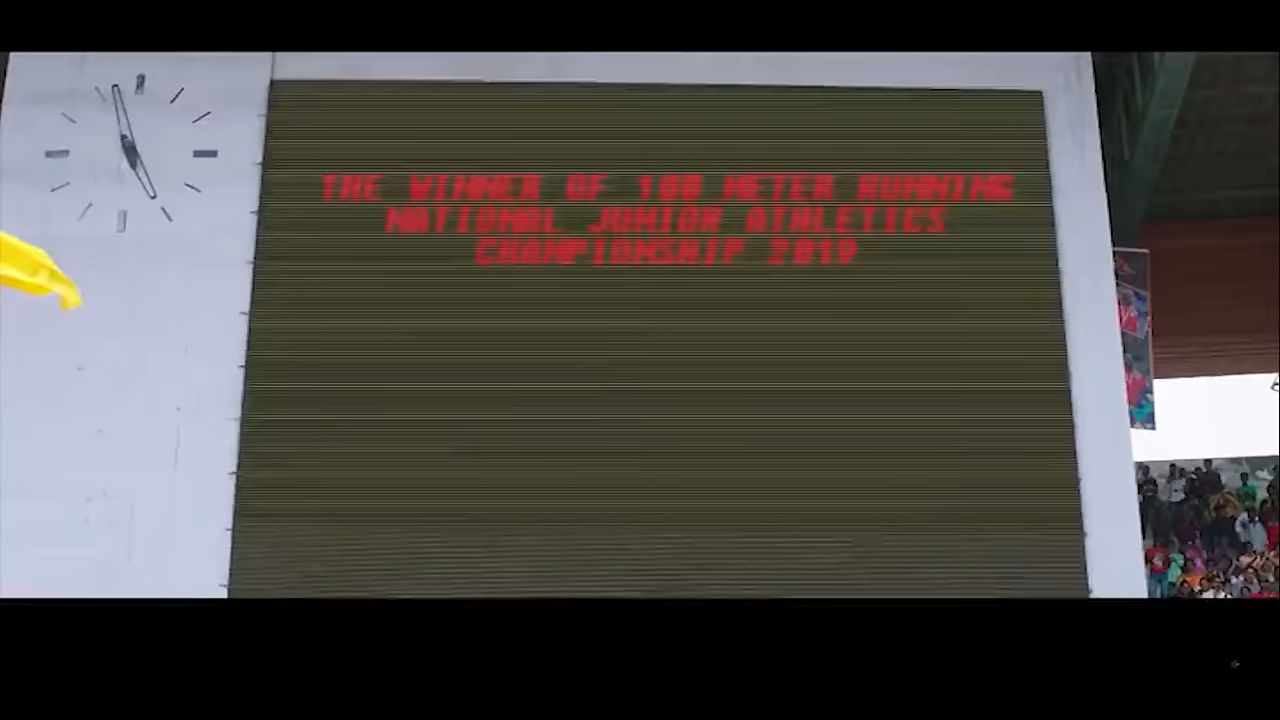 THE WINNER OF 100 METER RUNNING
NATIONAL JUNIOR ATHLETICS
CHAMPIONSHIP 2019